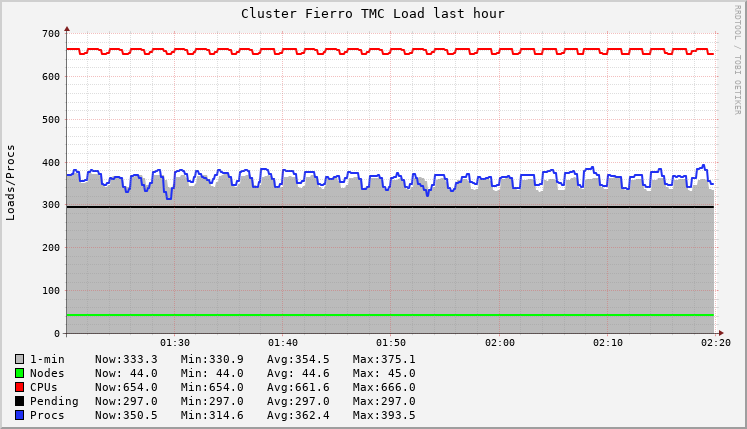 Cluster Fierro TMC Load last hour
RRDTOOL / TOBI OETIKER
Loads/Procs
700
600
500
400
300
200
100
0
01:30 01:40 01:50 02:00 02:10 02:20
1-min Now:333.3 Min:330.9 Avg:354.5 Max:375.1
Nodes Now: 44.0 Min: 44.0 Avg: 44.6 Max: 45.0
CPUs Now:654.0 Min:654.0 Avg:661.6 Max:666.0
Pending Now:297.0 Min:297.0 Avg:297.0 Max:297.0
Procs Now:350.5 Min:314.6 Avg:362.4 Max:393.5